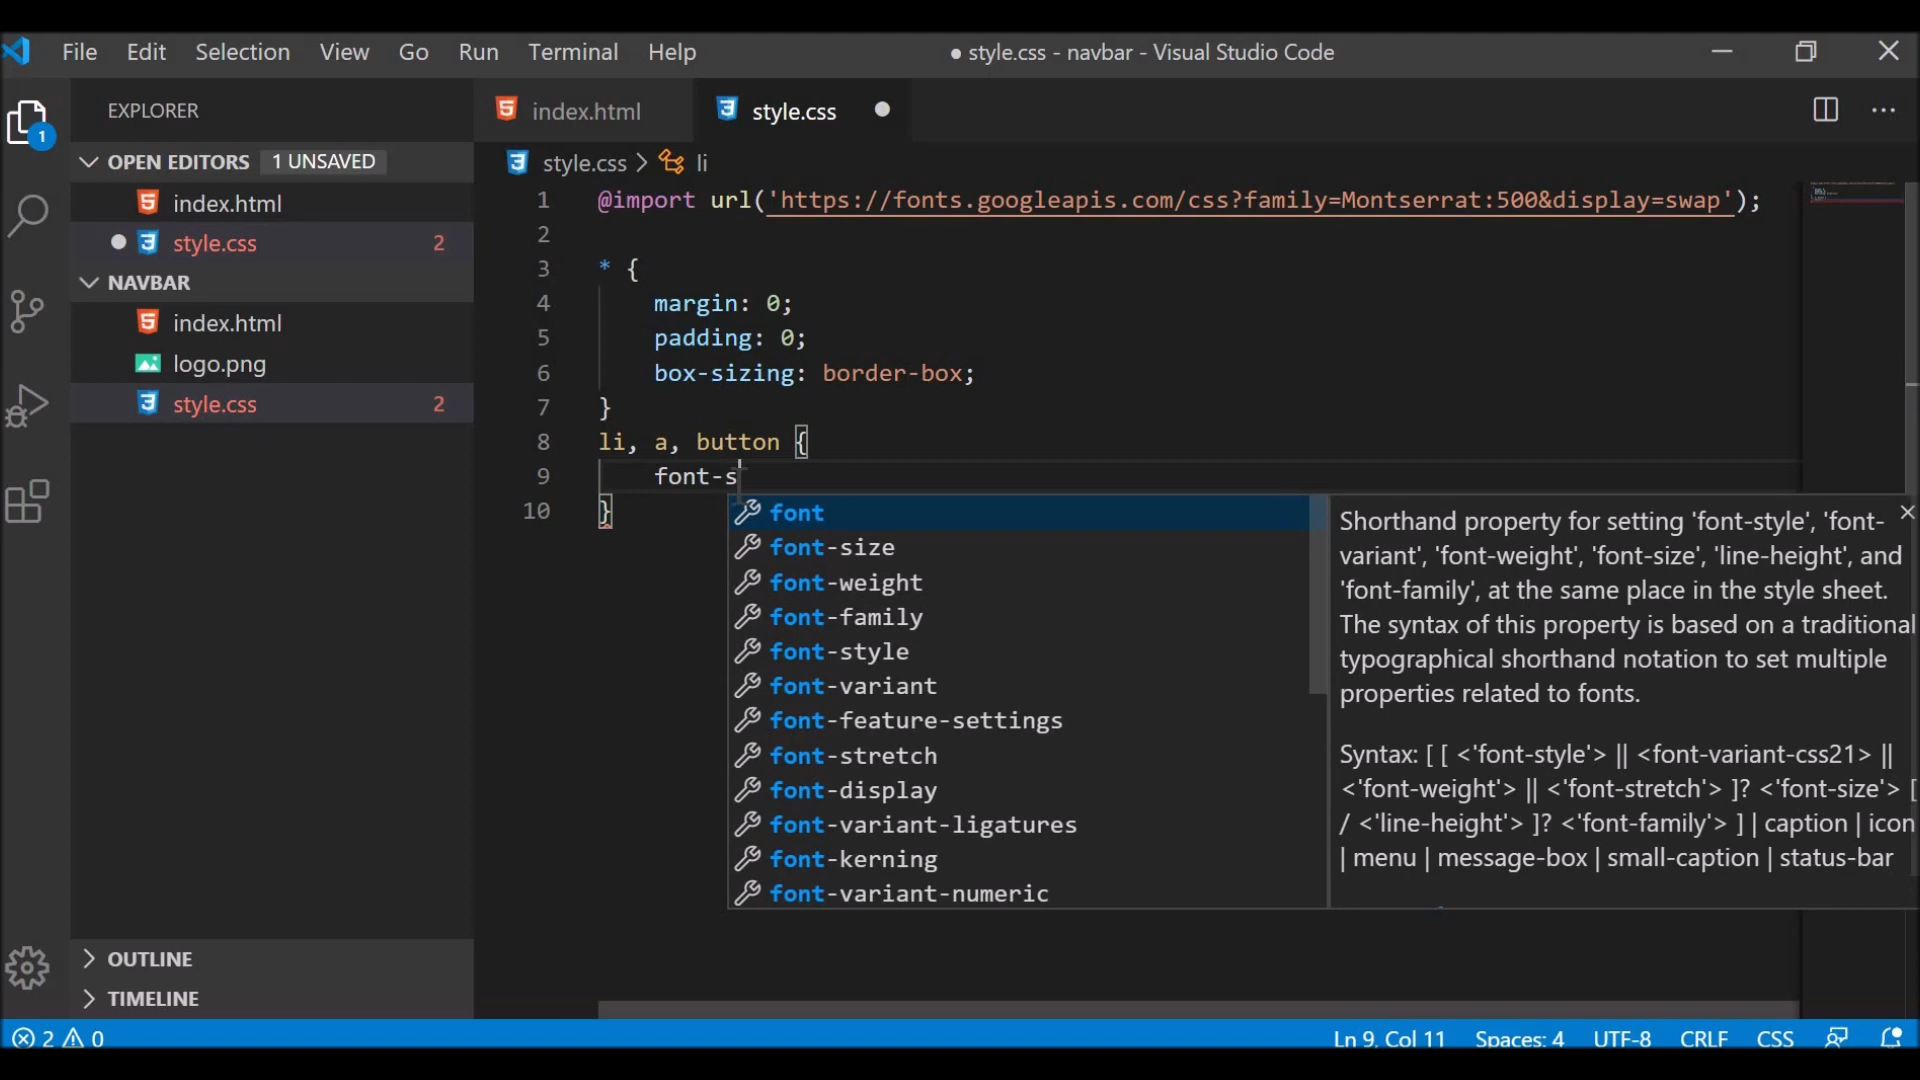 File Edit Selection View Go Run Terminal Help ● style.css - navbar - Visual Studio Code
EXPLORER
OPEN EDITORS 1 UNSAVED
index.html
style.css 2
NAVBAR
index.html
logo.png
style.css 2
OUTLINE
TIMELINE
1
index.html style.css
style.css > li
1 @import url('https://fonts.googleapis.com/css?family=Montserrat:500&display=swap');
2
3 * {
4 margin: 0;
5 padding: 0;
6 box-sizing: border-box;
7 }
8 li, a, button {
9 font-s
10 }
font
font-size
font-weight
font-family
font-style
font-variant
font-feature-settings
font-stretch
font-display
font-variant-ligatures
font-kerning
font-variant-numeric
Shorthand property for setting 'font-style', 'font-
variant', 'font-weight', 'font-size', 'line-height', and
'font-family', at the same place in the style sheet.
The syntax of this property is based on a traditional
typographical shorthand notation to set multiple
properties related to fonts.
Syntax: [ [ <'font-style'> || <font-variant-css21> ||
<'font-weight'> || <'font-stretch'> ]? <'font-size'> [
/ <'line-height'> ]? <'font-family'> ] | caption | icon
| menu | message-box | small-caption | status-bar
2 0 Ln 9, Col 11 Spaces: 4 UTF-8 CRLF CSS